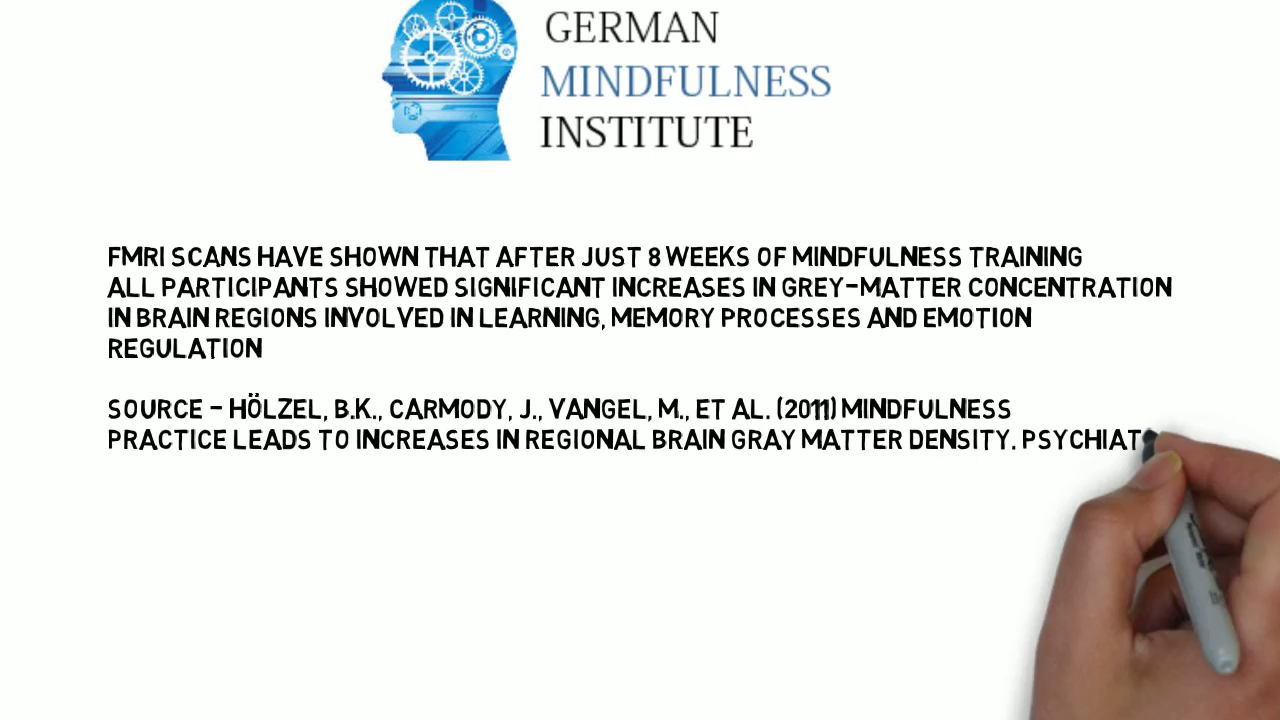 GERMAN
MINDFULNESS
INSTITUTE
FMRI SCANS HAVE SHOWN THAT AFTER JUST 8 WEEKS OF MINDFULNESS TRAINING
ALL PARTICIPANTS SHOWED SIGNIFICANT INCREASES IN GREY-MATTER CONCENTRATION
IN BRAIN REGIONS INVOLVED IN LEARNING, MEMORY PROCESSES AND EMOTION
REGULATION
SOURCE - HÖLZEL, B.K., CARMODY, J., VANGEL, M., ET AL. (2011) MINDFULNESS
PRACTICE LEADS TO INCREASES IN REGIONAL BRAIN GRAY MATTER DENSITY. PSYCHIAT